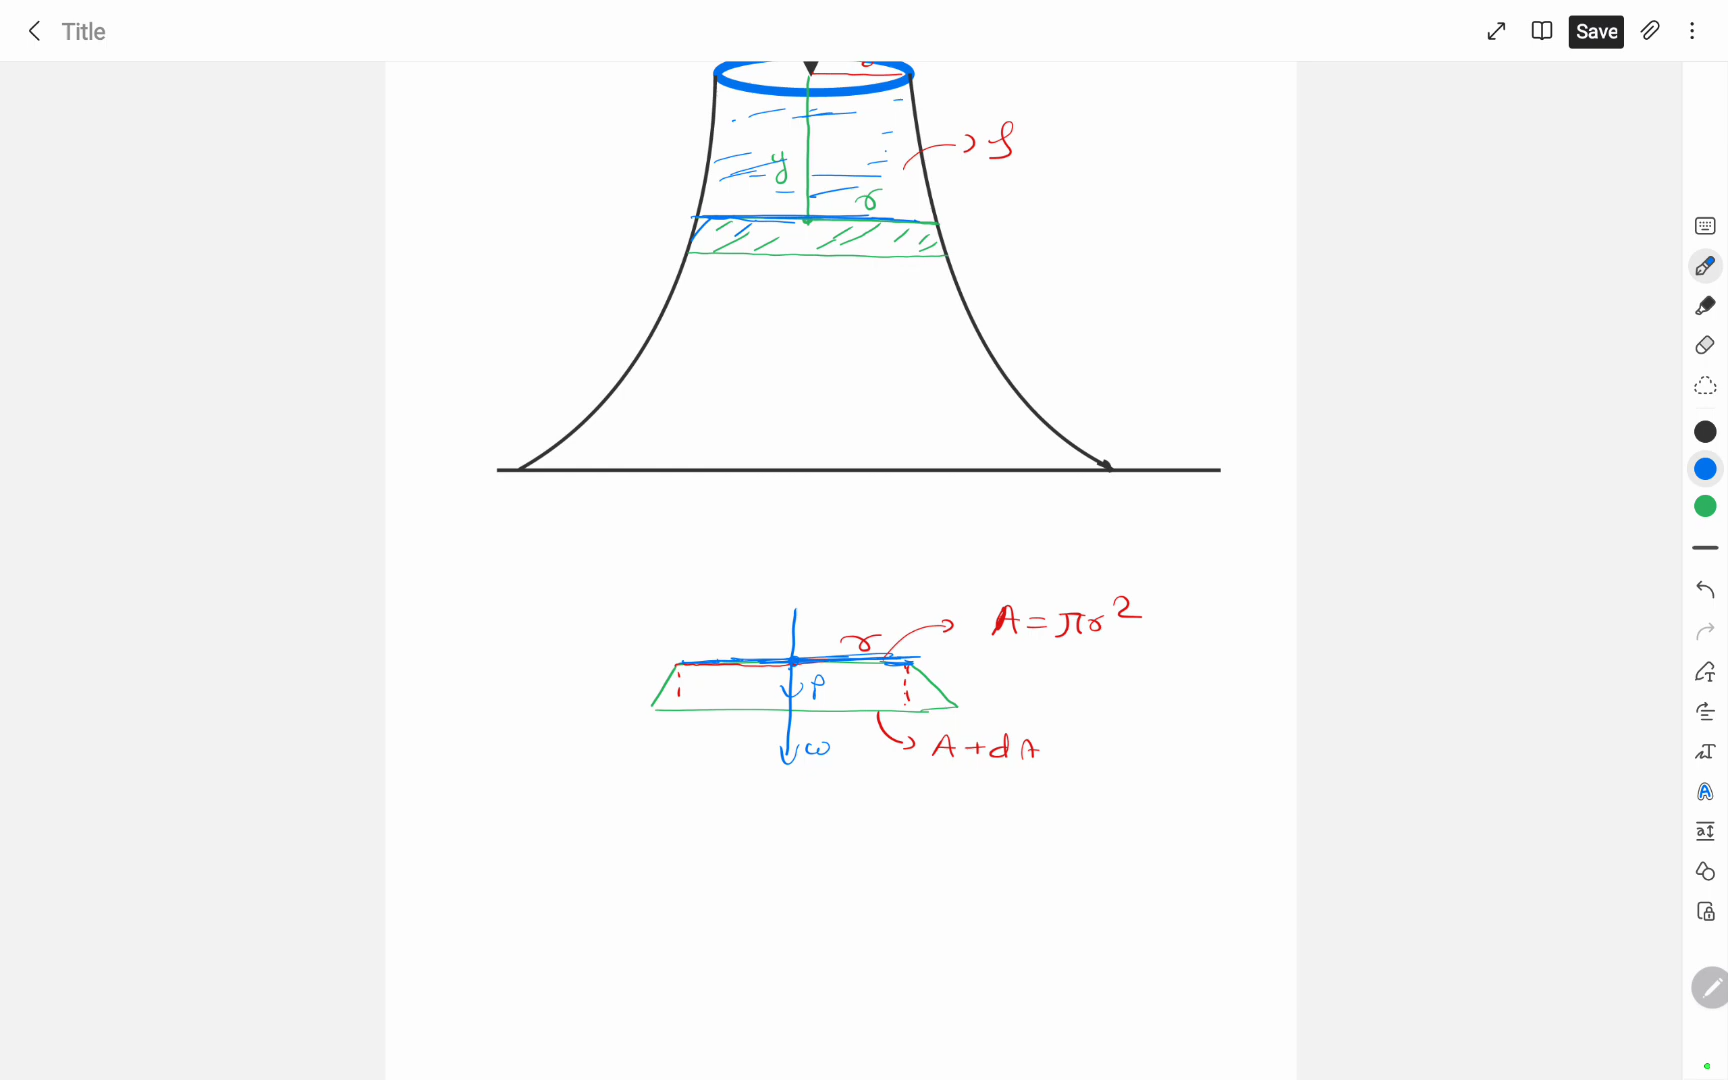 Title
Save
y
r
ρ
A = πr²
r
P
ω
A + dA